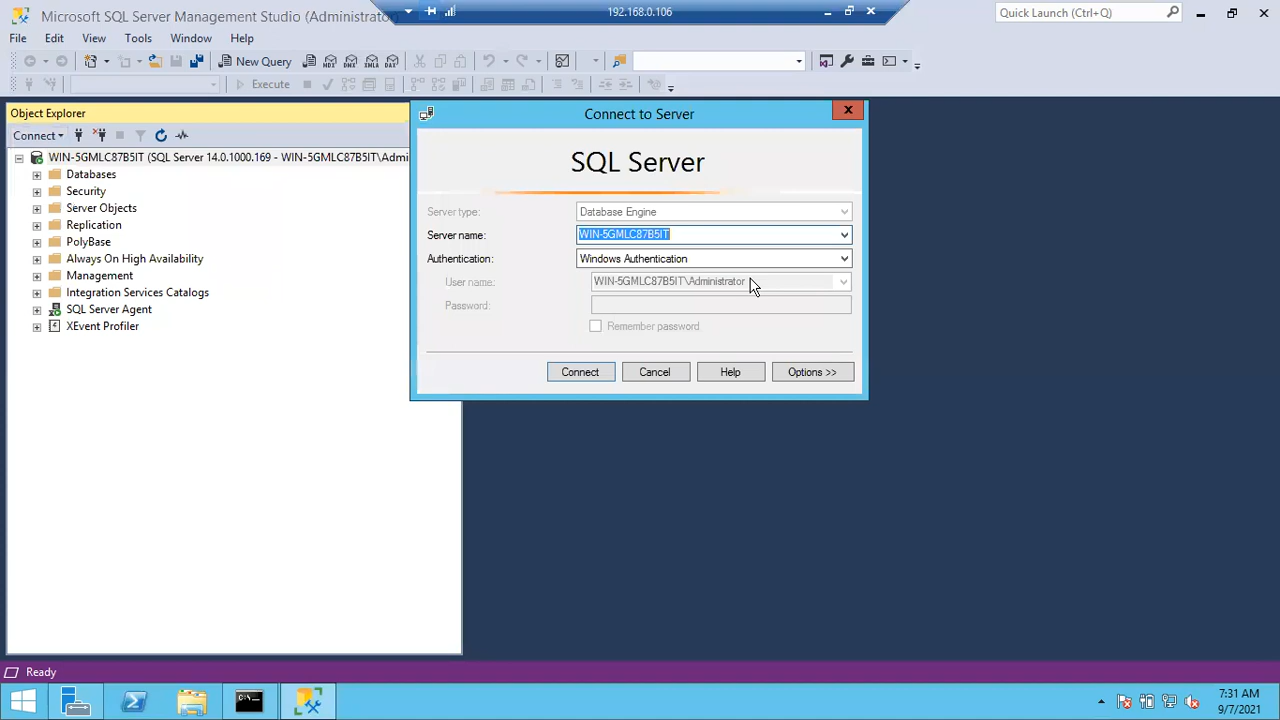 Microsoft SQL Server Management Studio (Administrator
192.168.0.106
Quick Launch (Ctrl+Q)
File Edit View Tools Window Help
New Query
MDX DMX XMLA DAX
Execute
Object Explorer
Connect
WIN-5GMLC87B5IT (SQL Server 14.0.1000.169 - WIN-5GMLC87B5IT\Admi
Databases
Security
Server Objects
Replication
PolyBase
Always On High Availability
Management
Integration Services Catalogs
SQL Server Agent
XEvent Profiler
Connect to Server
SQL Server
Server type: Database Engine
Server name: WIN-5GMLC87B5IT
Authentication: Windows Authentication
User name: WIN-5GMLC87B5IT\Administrator
Password:
Remember password
Connect Cancel Help Options >>
Ready
7:31 AM
9/7/2021